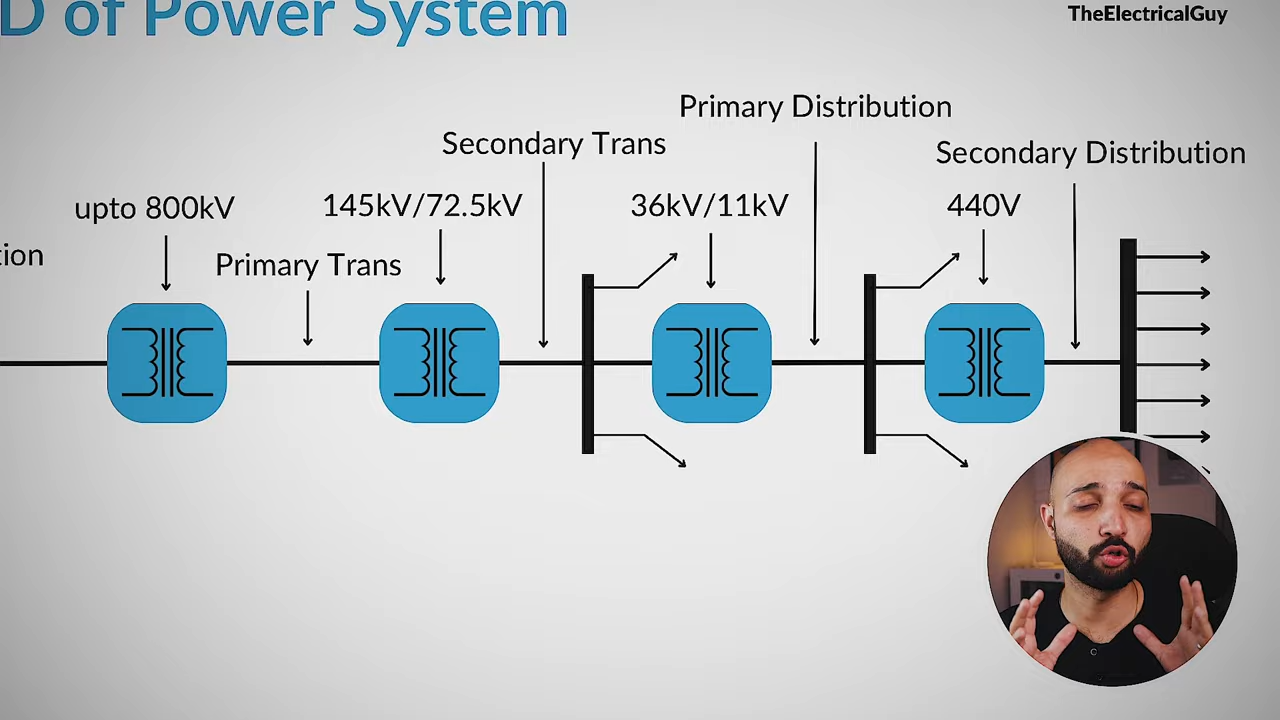 D of Power System
TheElectricalGuy
Primary Distribution
Secondary Trans
Secondary Distribution
upto 800kV
145kV/72.5kV
36kV/11kV
440V
tion
Primary Trans